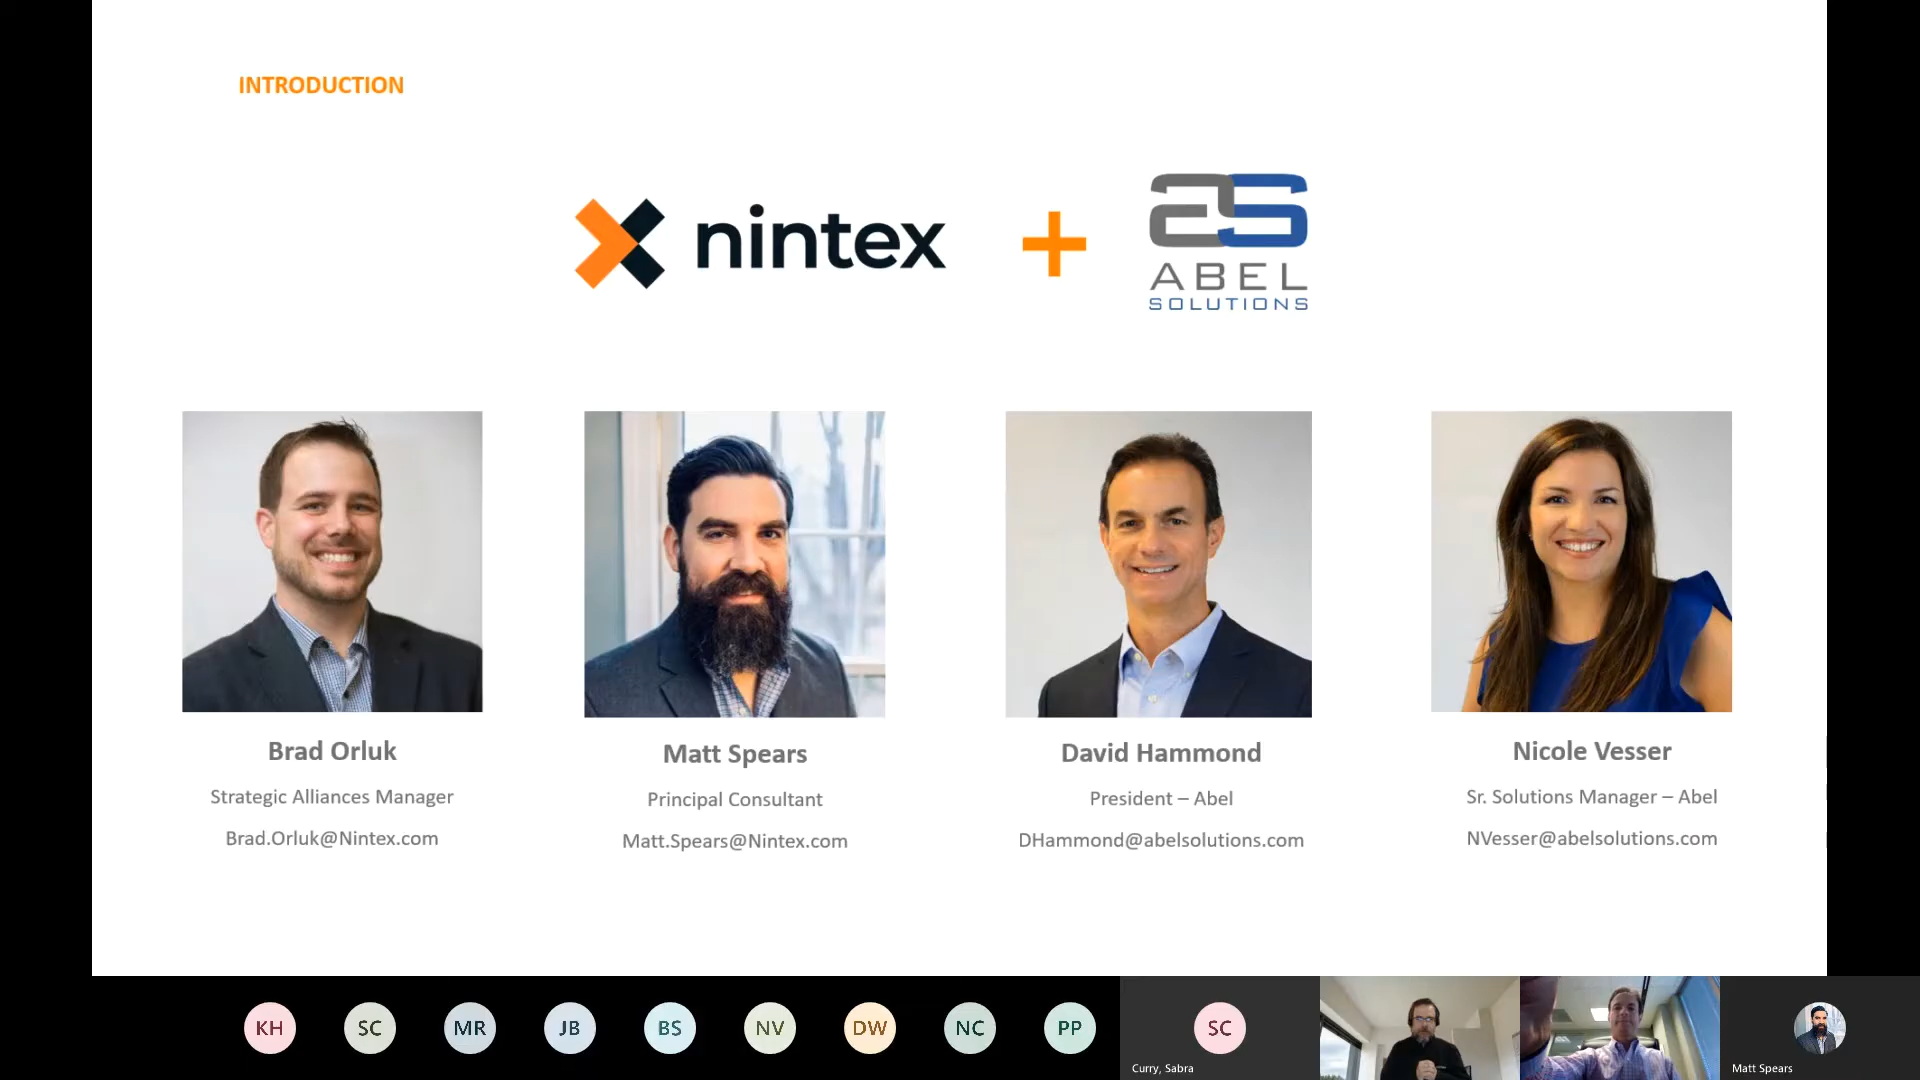 INTRODUCTION
nintex
+
ABEL
SOLUTIONS
Brad Orluk
Strategic Alliances Manager
Brad.Orluk@Nintex.com
Matt Spears
Principal Consultant
Matt.Spears@Nintex.com
David Hammond
President – Abel
DHammond@abelsolutions.com
Nicole Vesser
Sr. Solutions Manager – Abel
NVesser@abelsolutions.com
KH
SC
MR
JB
BS
NV
DW
NC
PP
SC
Curry, Sabra
Matt Spears